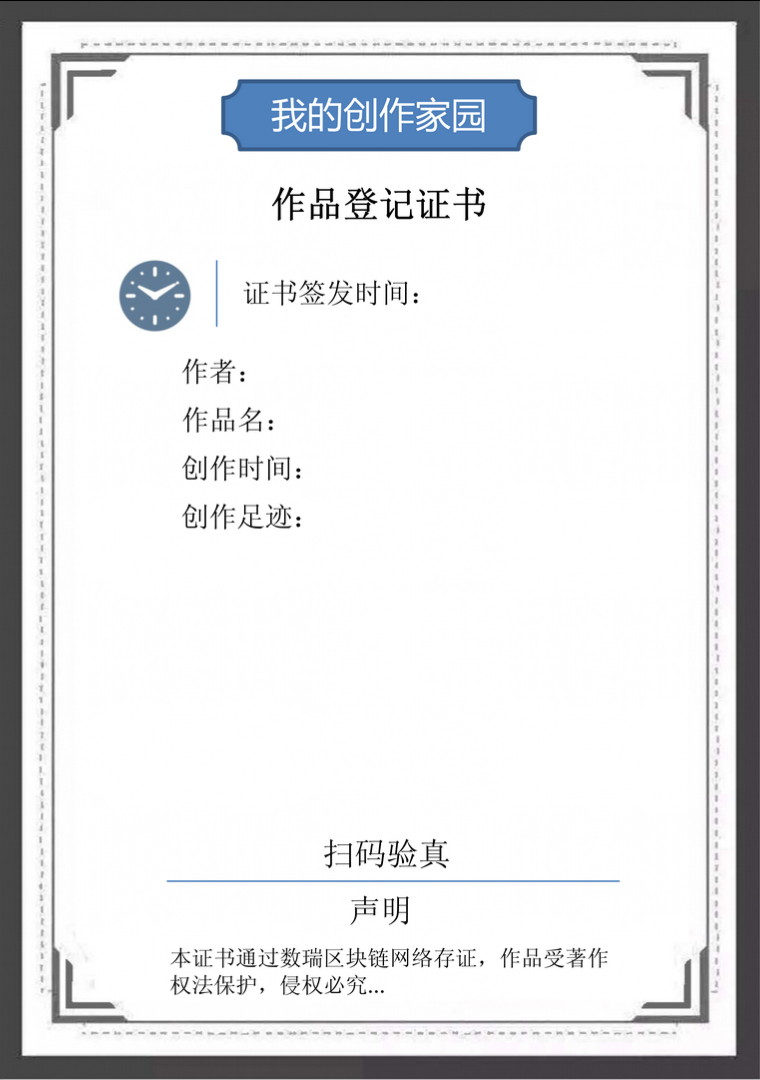 我的创作家园
作品登记证书
证书签发时间：
作者：
作品名：
创作时间：
创作足迹：
扫码验真
声明
本证书通过数瑞区块链网络存证，作品受著作
权法保护，侵权必究...